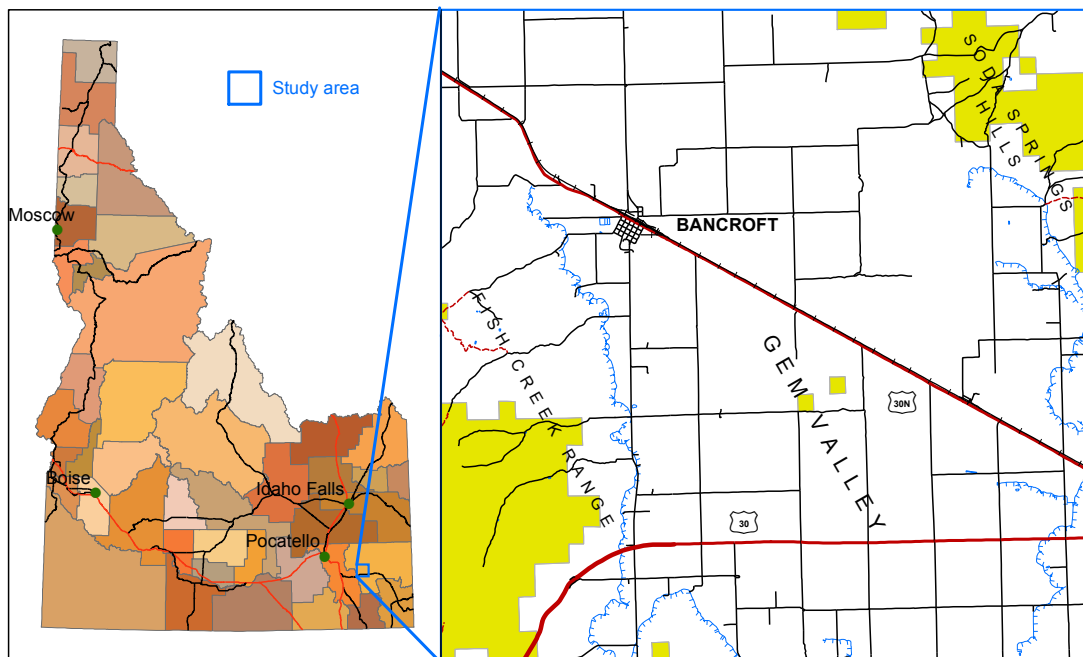 Study area
Moscow
Boise
Idaho Falls
Pocatello
SODA SPRINGS
HILLS
BANCROFT
FISH CREEK RANGE
GEM VALLEY
30N
30